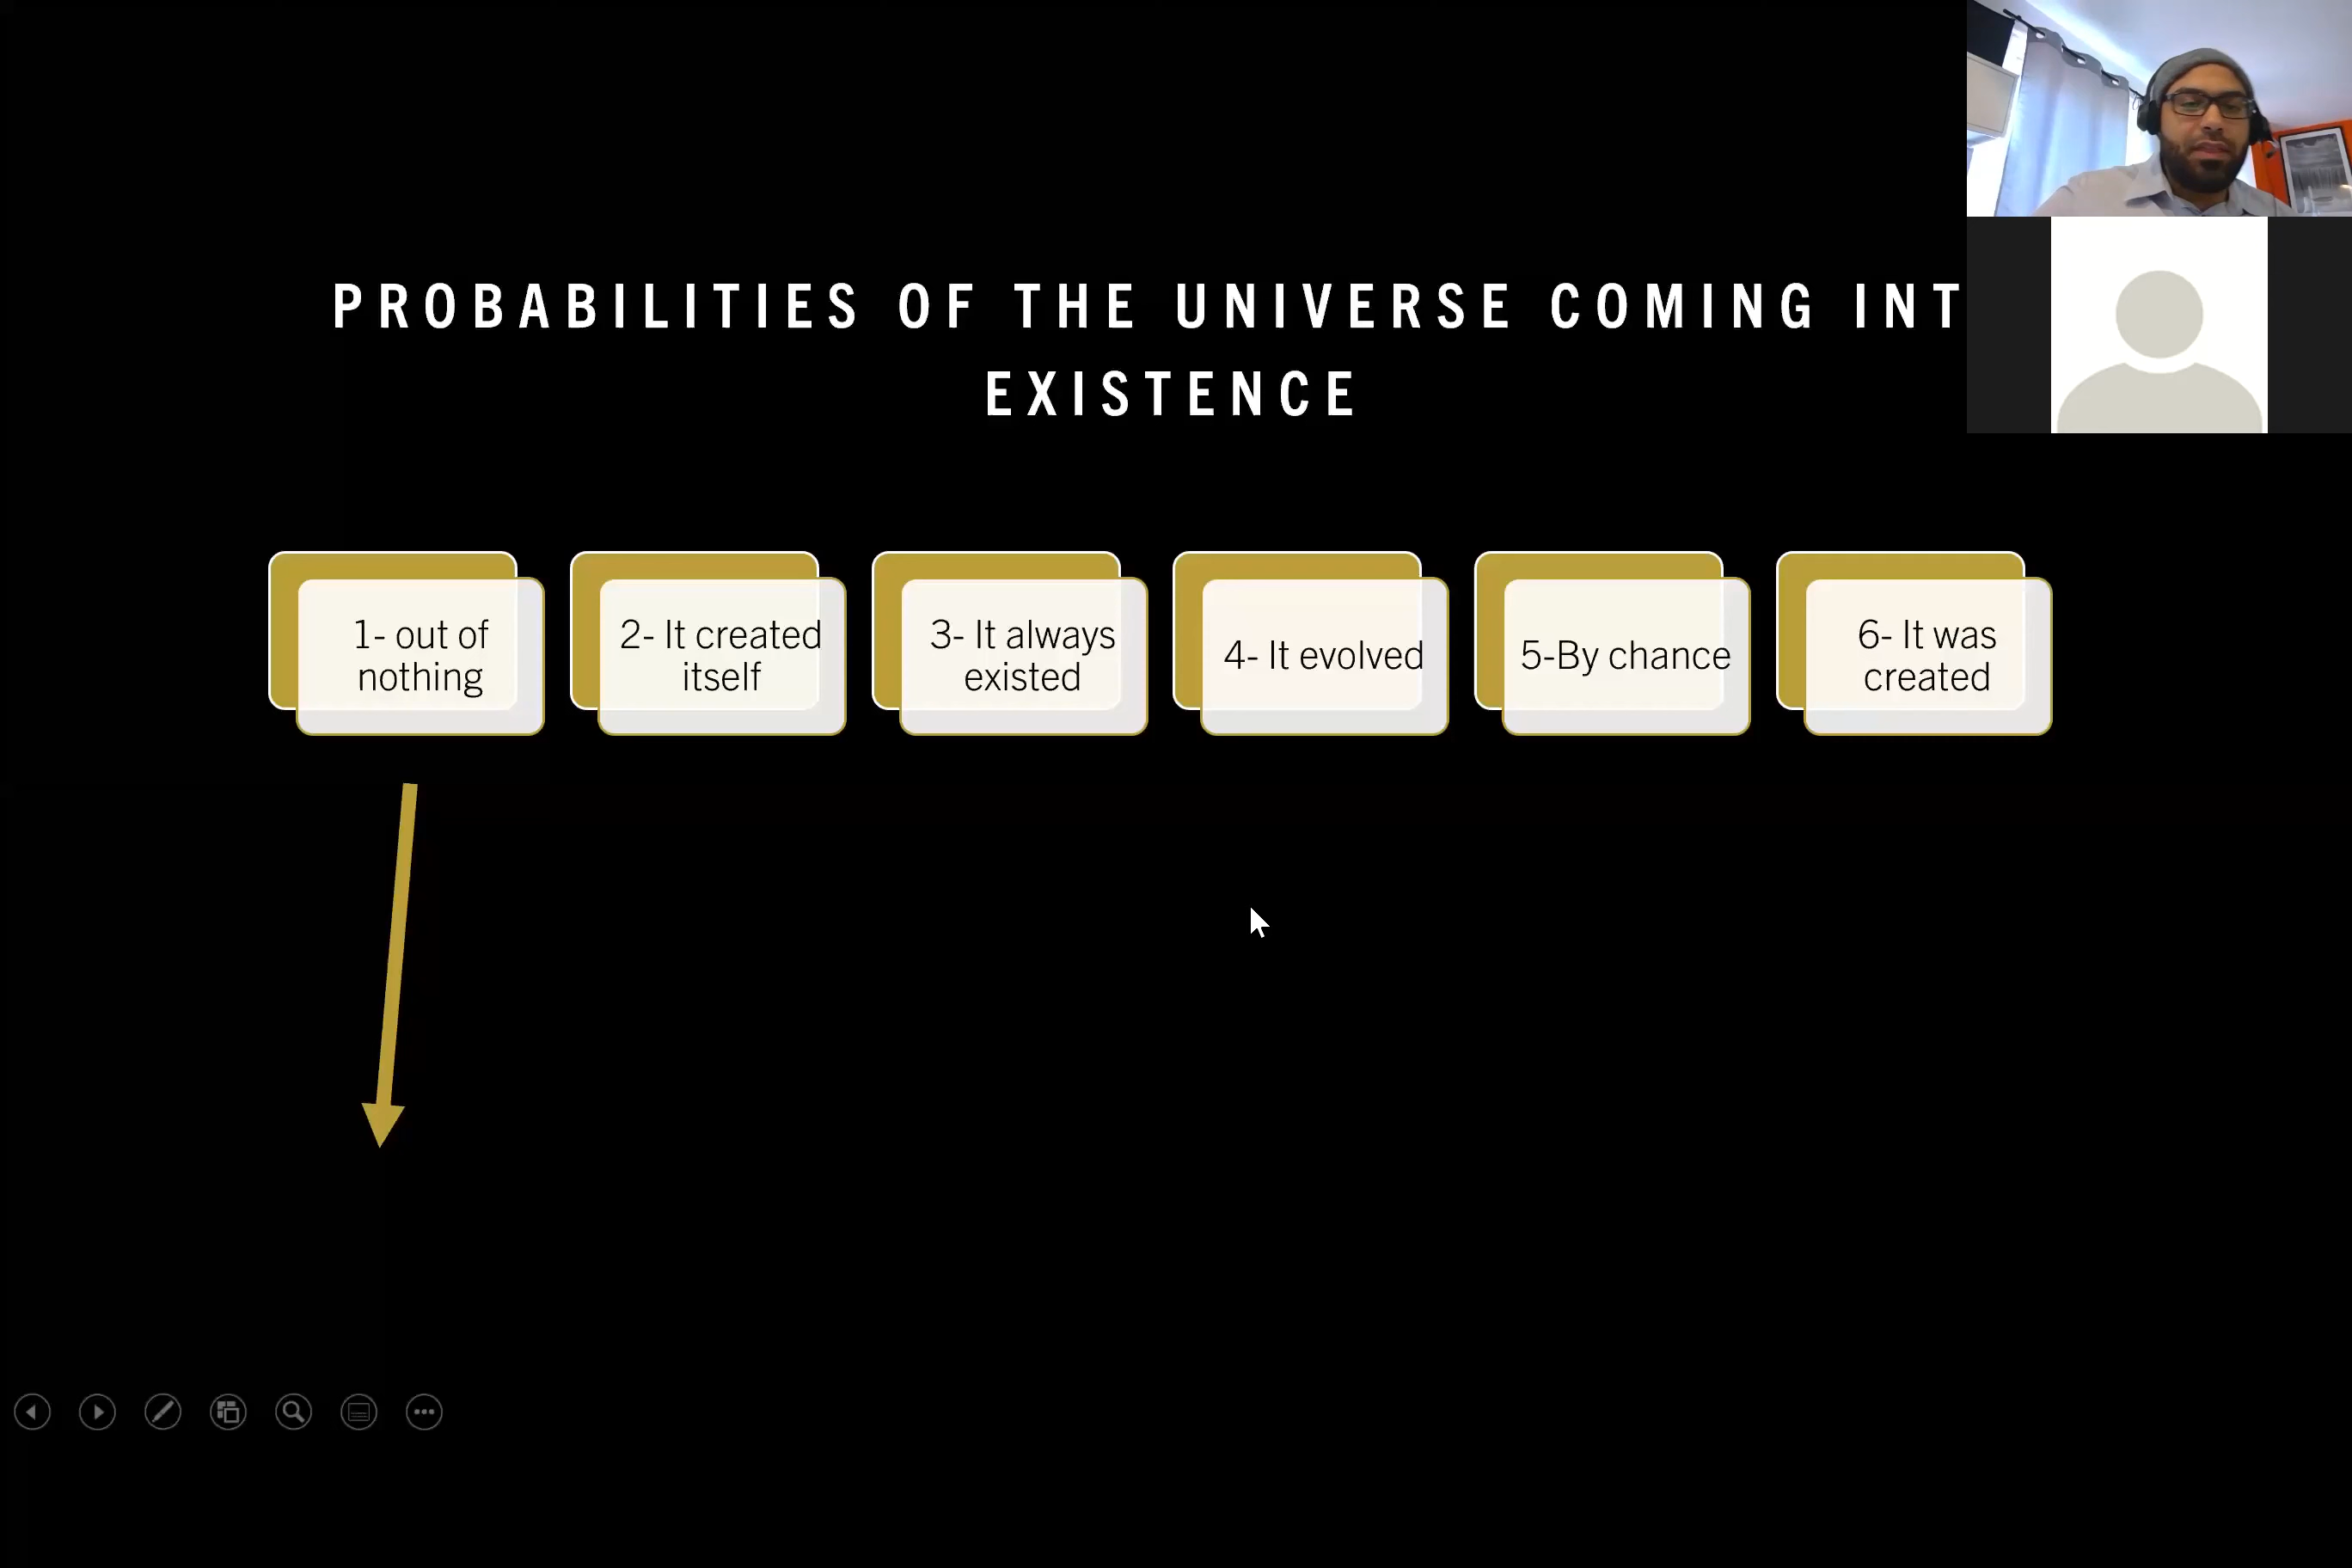 PROBABILITIES OF THE UNIVERSE COMING INT
EXISTENCE
1- out of
nothing
2- It created
itself
3- It always
existed
4- It evolved
5-By chance
6- It was
created